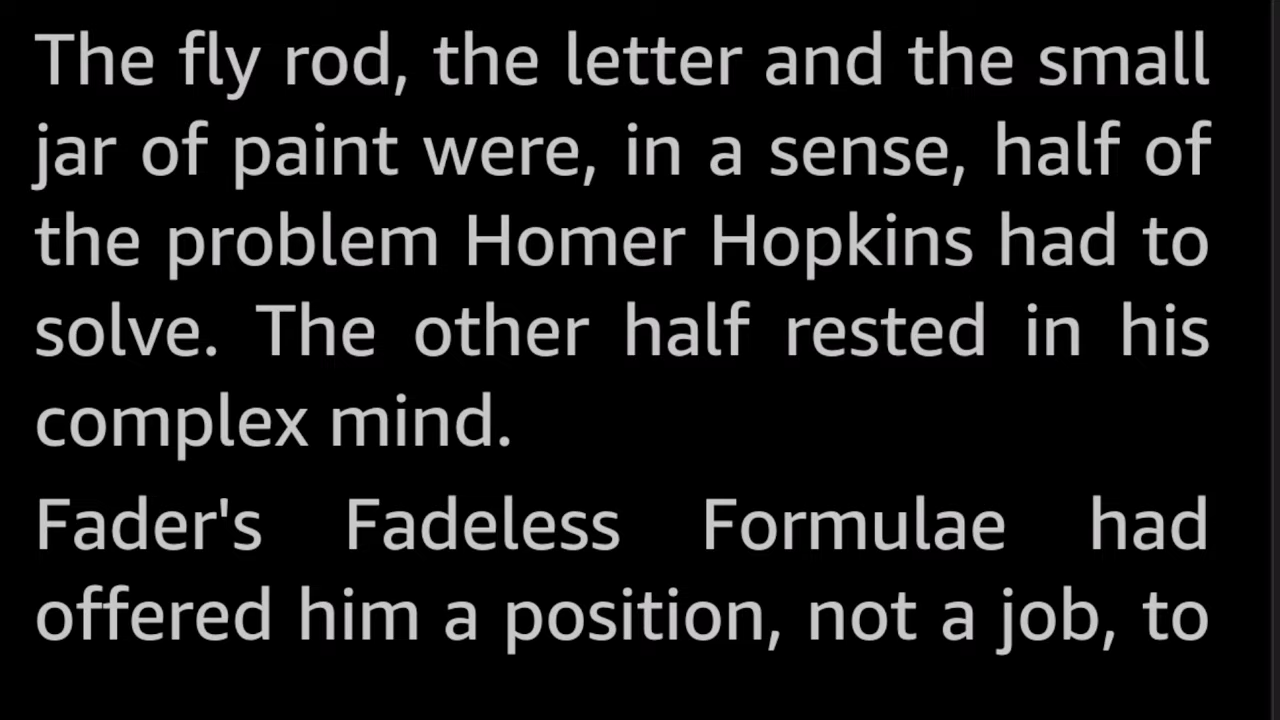 The fly rod, the letter and the small
jar of paint were, in a sense, half of
the problem Homer Hopkins had to
solve. The other half rested in his
complex mind.
Fader's Fadeless Formulae had
offered him a position, not a job, to